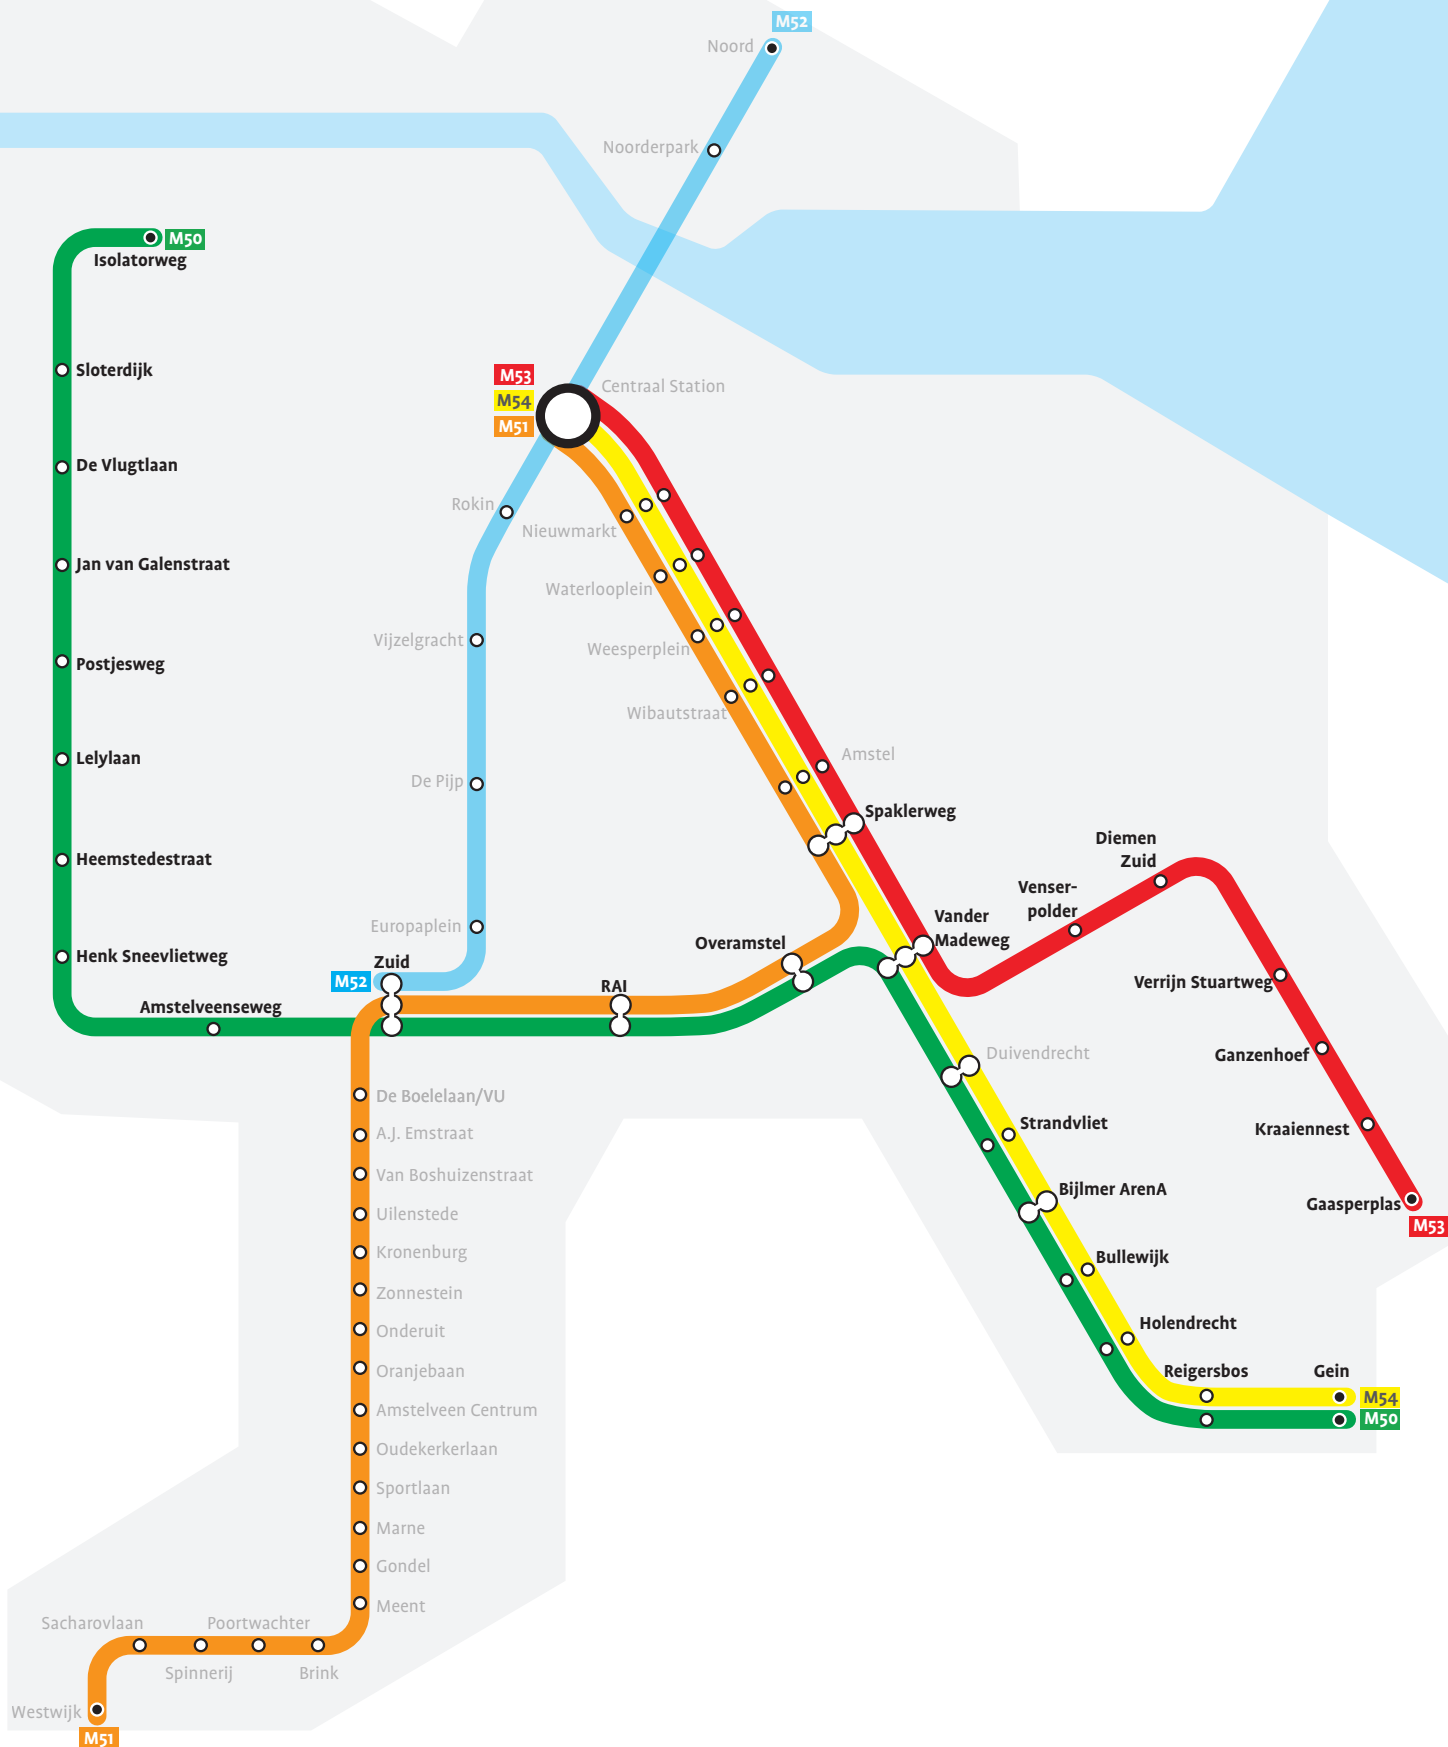 M52
Noord
Noorderpark
M50
Isolatorweg
Sloterdijk
M53
M54
M51
Centraal Station
De Vlugtlaan
Rokin
Nieuwmarkt
Jan van Galenstraat
Waterlooplein
Vijzelgracht
Weesperplein
Postjesweg
Wibautstraat
Amstel
Lelylaan
De Pijp
Spaklerweg
Diemen
Zuid
Heemstedestraat
Venser-
polder
Europaplein
Vander
Madeweg
Overamstel
Henk Sneevlietweg
Zuid
M52
RAI
Verrijn Stuartweg
Amstelveenseweg
Duivendrecht
Ganzenhoef
De Boelelaan/VU
Strandvliet
Kraaiennest
A.J. Emstraat
Van Boshuizenstraat
Bijlmer ArenA
Gaasperplas
M53
Uilenstede
Kronenburg
Bullewijk
Zonnestein
Onderuit
Holendrecht
Oranjebaan
Reigersbos
Gein
M54
M50
Amstelveen Centrum
Oudekerkerlaan
Sportlaan
Marne
Gondel
Meent
Sacharovlaan
Poortwachter
Spinnerij
Brink
Westwijk
M51